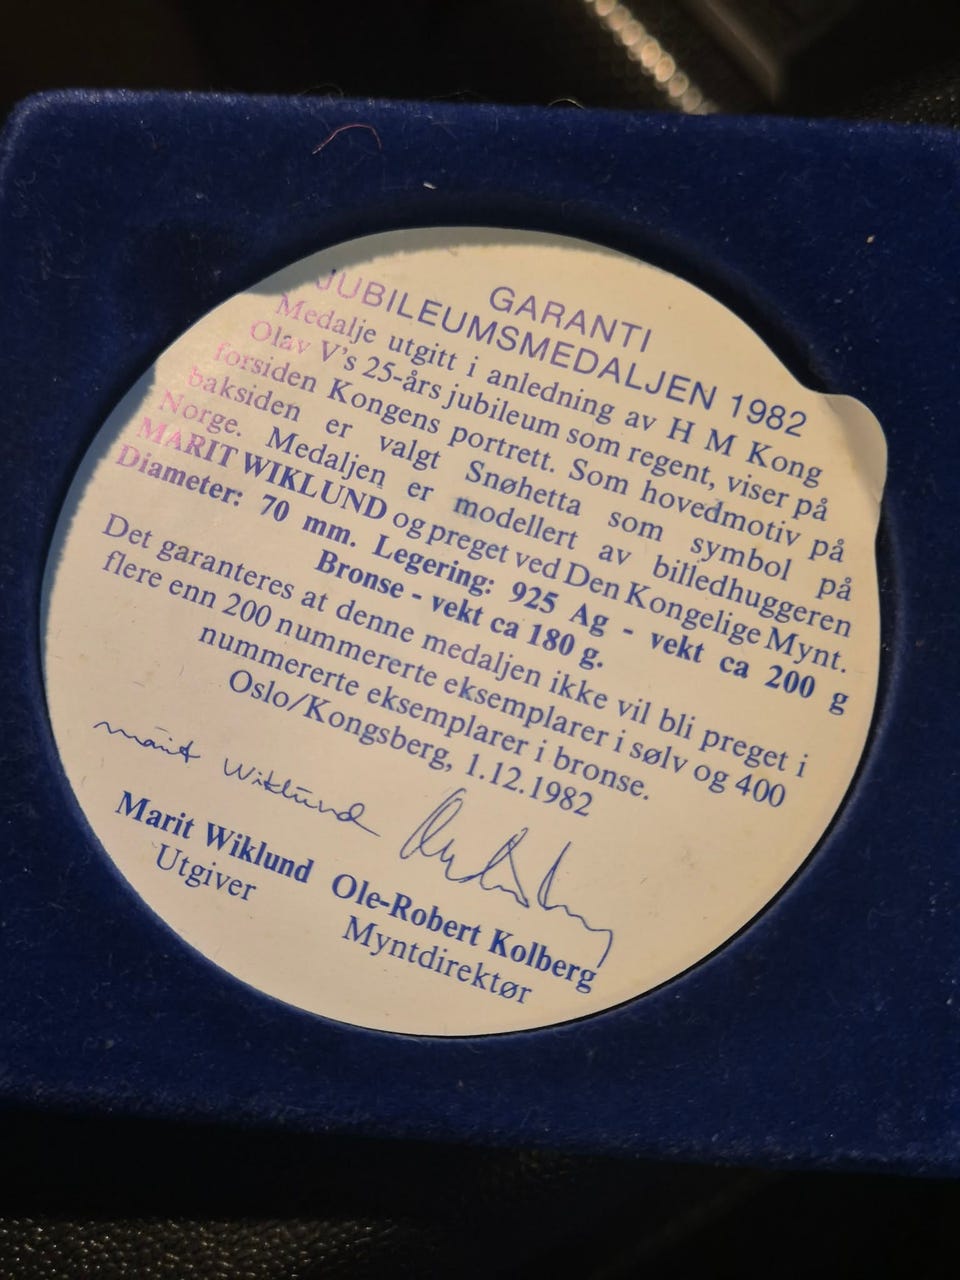 GARANTI
JUBILEUMSMEDALJEN 1982
Medalje utgitt i anledning av H M Kong
Olav V's 25-års jubileum som regent, viser på
forsiden Kongens portrett. Som hovedmotiv på
baksiden er valgt Snøhetta som symbol på
Norge. Medaljen er modellert av billedhuggeren
MARIT WIKLUND og preget ved Den Kongelige Mynt.
Diameter: 70 mm. Legering: 925 Ag - vekt ca 200 g
Bronse - vekt ca 180 g.
Det garanteres at denne medaljen ikke vil bli preget i
flere enn 200 nummererte eksemplarer i sølv og 400
nummererte eksemplarer i bronse.
Oslo/Kongsberg, 1.12.1982
Marit Wiklund
Marit Wiklund
Utgiver
Ole-Robert Kolberg
Myntdirektør